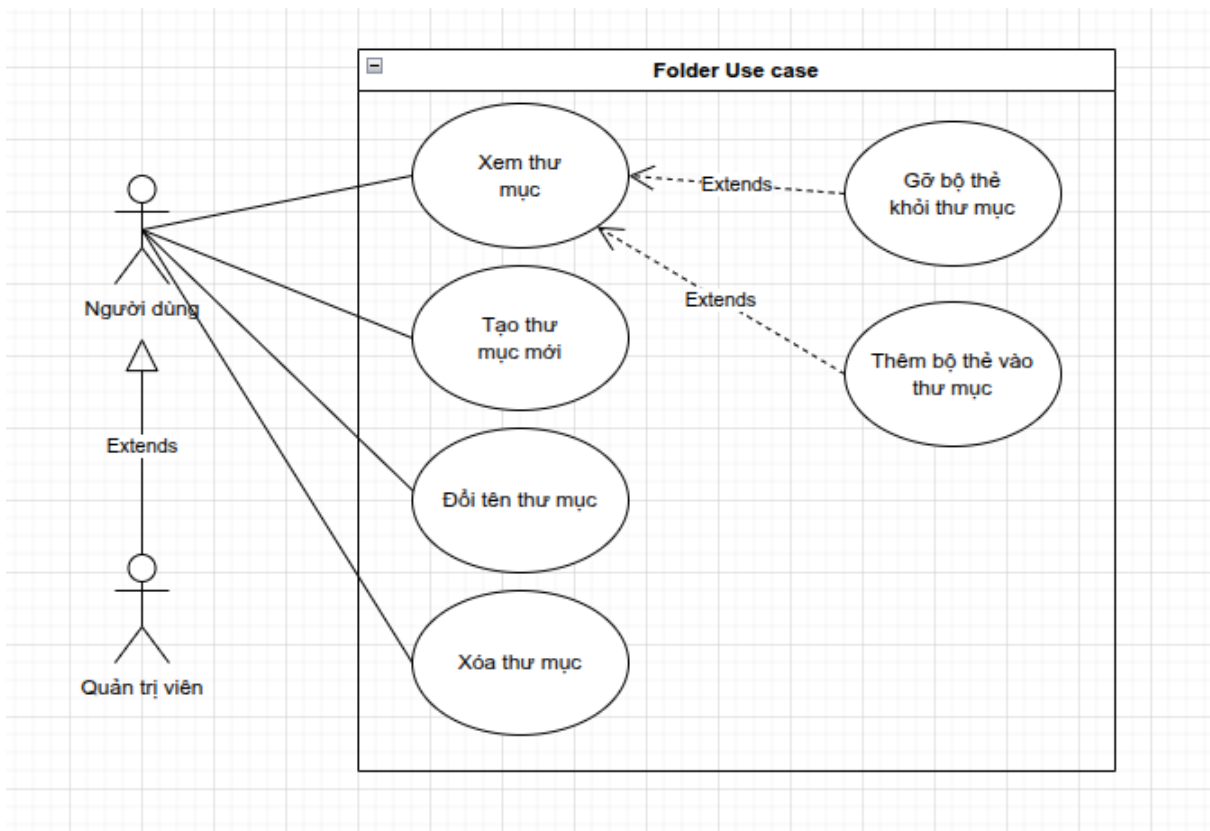 Folder Use case
Xem thư
mục
Extends
Gỡ bộ thẻ
khỏi thư mục
Người dùng
Extends
Tạo thư
mục mới
Thêm bộ thẻ vào
thư mục
Extends
Đổi tên thư mục
Xóa thư mục
Quản trị viên